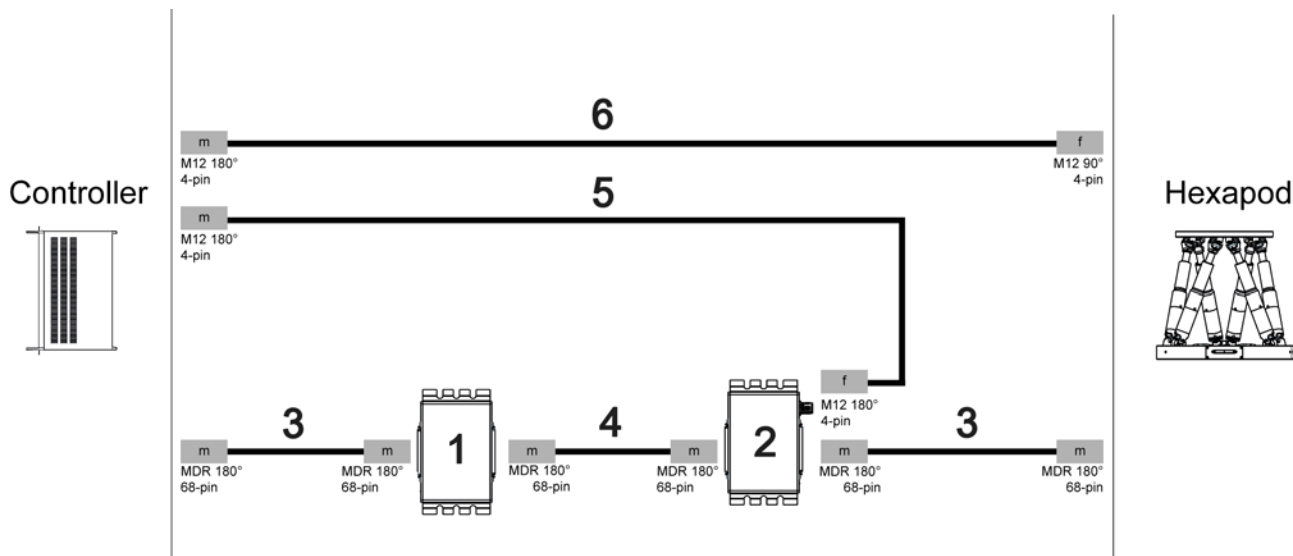 6
m
f
M12 180°
4-pin
M12 90°
4-pin
Controller
Hexapod
5
m
M12 180°
4-pin
f
M12 180°
4-pin
3
m
MDR 180°
68-pin
m
MDR 180°
68-pin
1
4
m
MDR 180°
68-pin
m
MDR 180°
68-pin
2
3
m
MDR 180°
68-pin
m
MDR 180°
68-pin